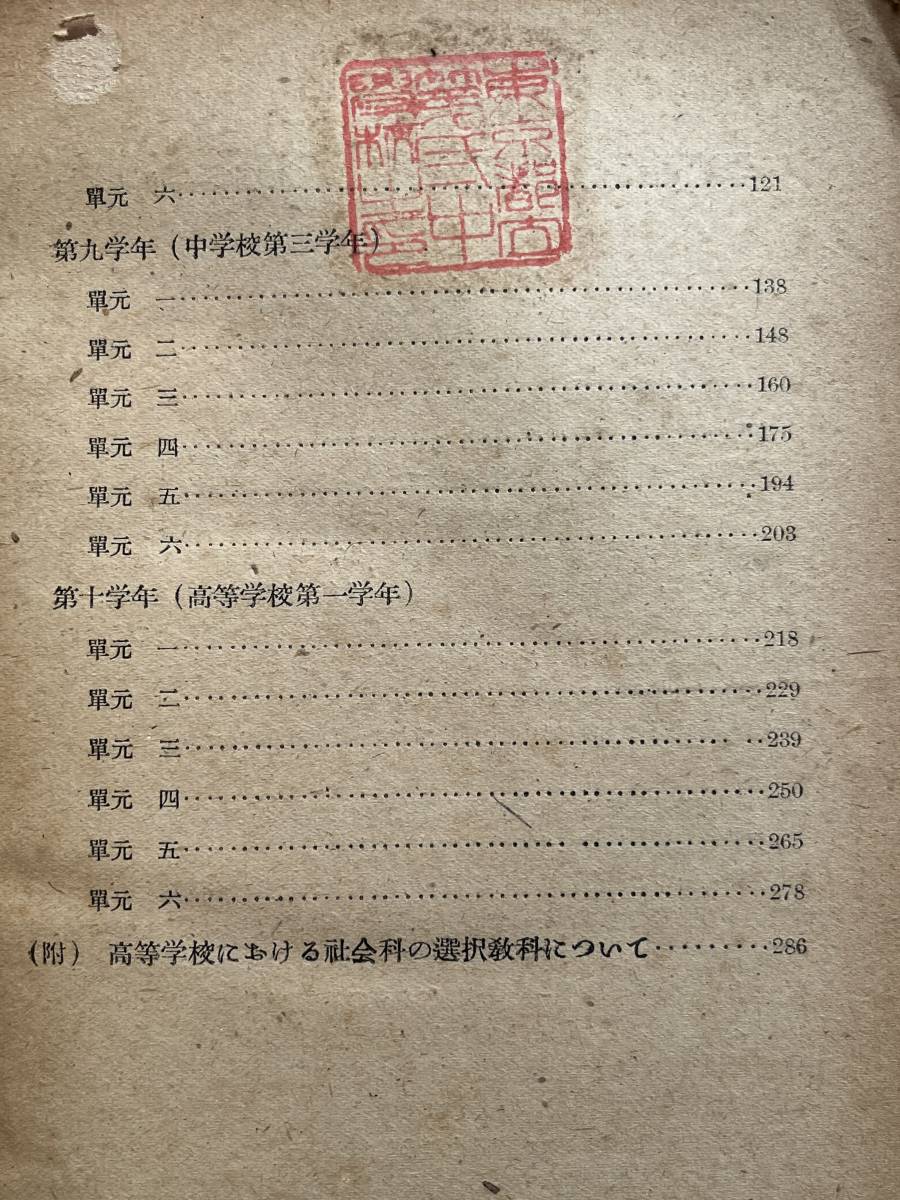 東京都立
單元 六……………………………………121
第九学年（中学校第三学年）
單元 一……………………………………138
單元 二……………………………………148
單元 三……………………………………160
單元 四……………………………………175
單元 五……………………………………194
單元 六……………………………………203
第十学年（高等学校第一学年）
單元 一……………………………………218
單元 二……………………………………229
單元 三……………………………………239
單元 四……………………………………250
單元 五……………………………………265
單元 六……………………………………278
（附） 高等学校における社会科の選択教科について………286